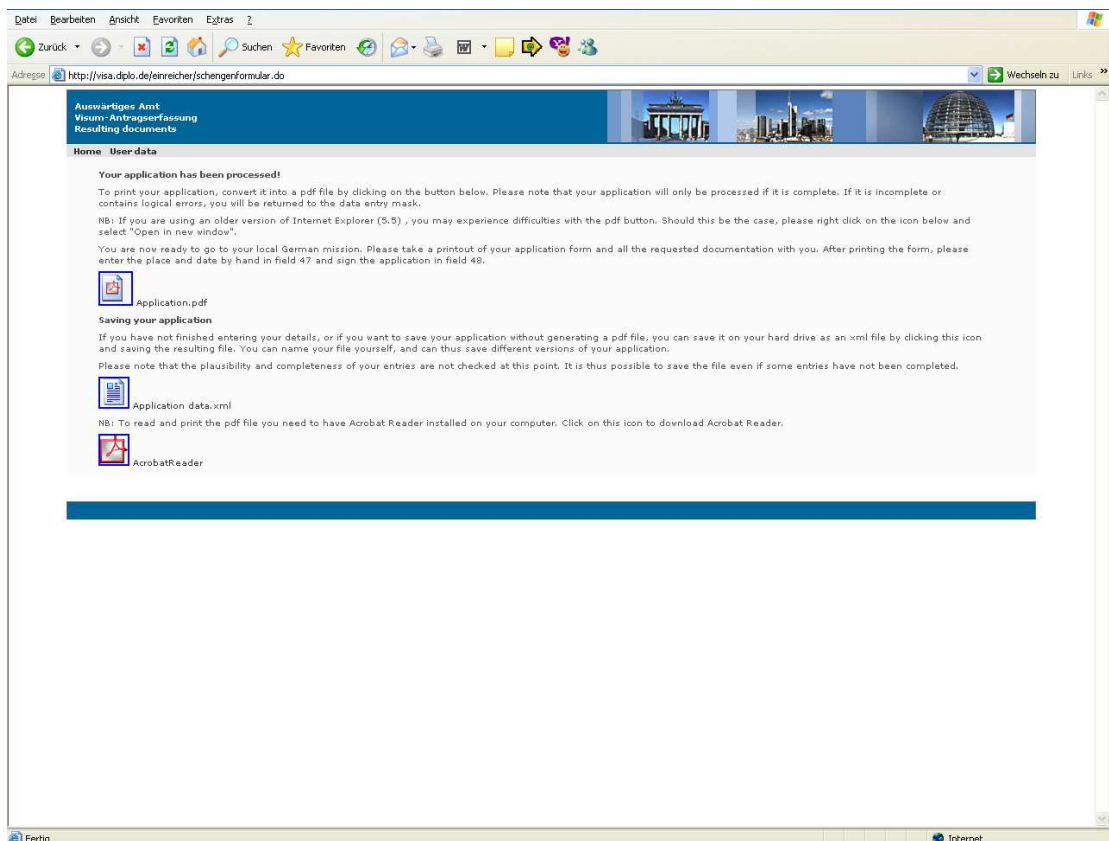 Datei Bearbeiten Ansicht Favoriten Extras ?
Zurück Suchen Favoriten
Adresse http://visa.diplo.de/einreicher/schengenformular.do Wechseln zu Links »
Auswärtiges Amt
Visum-Antragserfassung
Resulting documents
Home User data
Your application has been processed!
To print your application, convert it into a pdf file by clicking on the button below. Please note that your application will only be processed if it is complete. If it is incomplete or
contains logical errors, you will be returned to the data entry mask.
NB: If you are using an older version of Internet Explorer (5.5) , you may experience difficulties with the pdf button. Should this be the case, please right click on the icon below and
select "Open in new window".
You are now ready to go to your local German mission. Please take a printout of your application form and all the requested documentation with you. After printing the form, please
enter the place and date by hand in field 47 and sign the application in field 48.
Application.pdf
Saving your application
If you have not finished entering your details, or if you want to save your application without generating a pdf file, you can save it on your hard drive as an xml file by clicking this icon
and saving the resulting file. You can name your file yourself, and can thus save different versions of your application.
Please note that the plausibility and completeness of your entries are not checked at this point. It is thus possible to save the file even if some entries have not been completed.
Application data.xml
NB: To read and print the pdf file you need to have Acrobat Reader installed on your computer. Click on this icon to download Acrobat Reader.
AcrobatReader
Fertig Internet